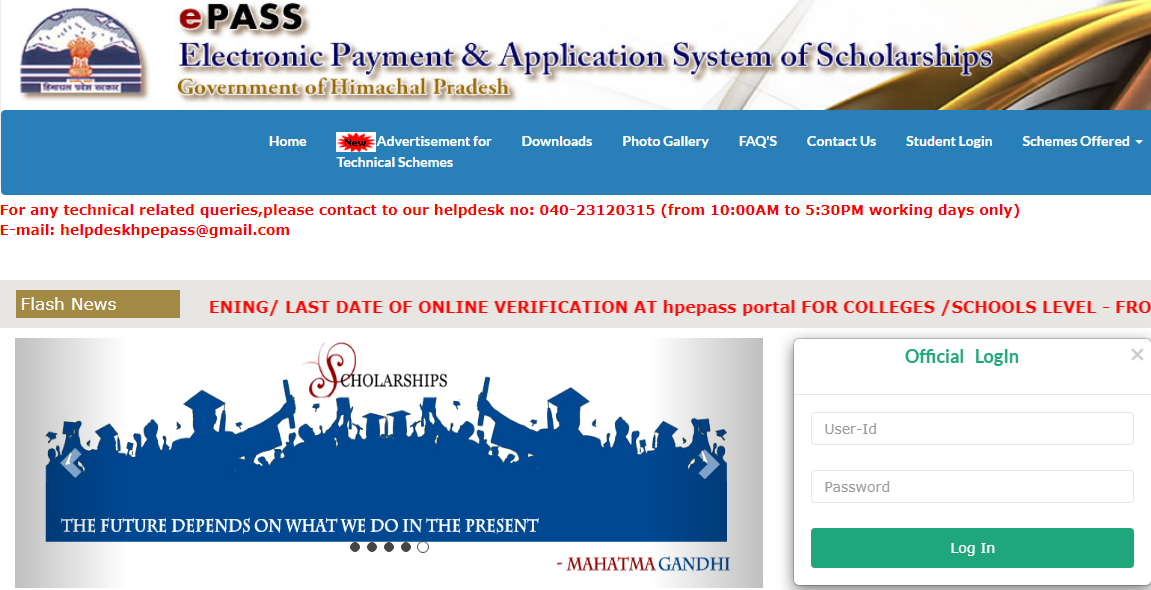 ePASS
Electronic Payment & Application System of Scholarships
हिमाचल प्रदेश सरकार
Government of Himachal Pradesh
Home
New Advertisement for
Technical Schemes
Downloads
Photo Gallery
FAQ'S
Contact Us
Student Login
Schemes Offered
For any technical related queries,please contact to our helpdesk no: 040-23120315 (from 10:00AM to 5:30PM working days only)
E-mail: helpdeskhpepass@gmail.com
Flash News
ENING/ LAST DATE OF ONLINE VERIFICATION AT hpepass portal FOR COLLEGES /SCHOOLS LEVEL - FRO
SCHOLARSHIPS
THE FUTURE DEPENDS ON WHAT WE DO IN THE PRESENT
- MAHATMA GANDHI
Official LogIn
×
User-Id
Password
Log In